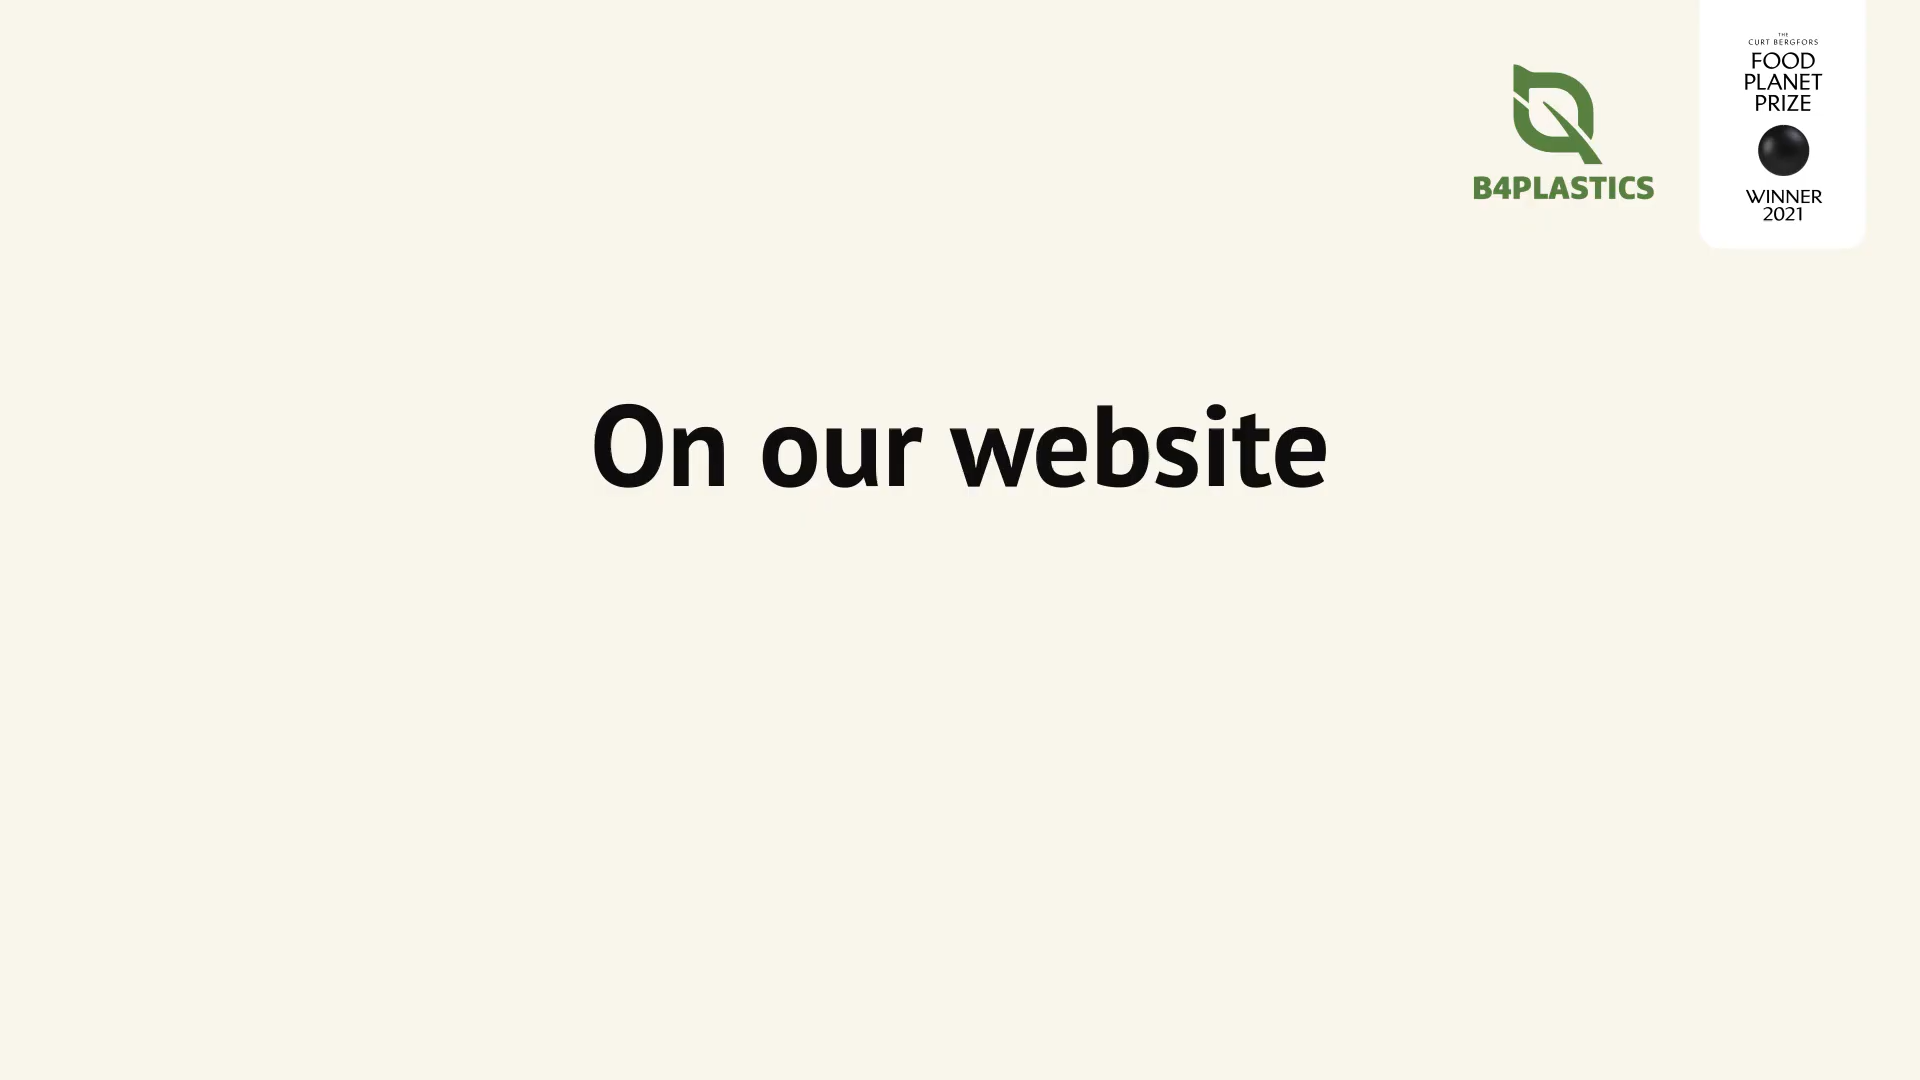 THE
CURT BERGFORS
FOOD
PLANET
PRIZE
WINNER
2021
B4PLASTICS
On our website